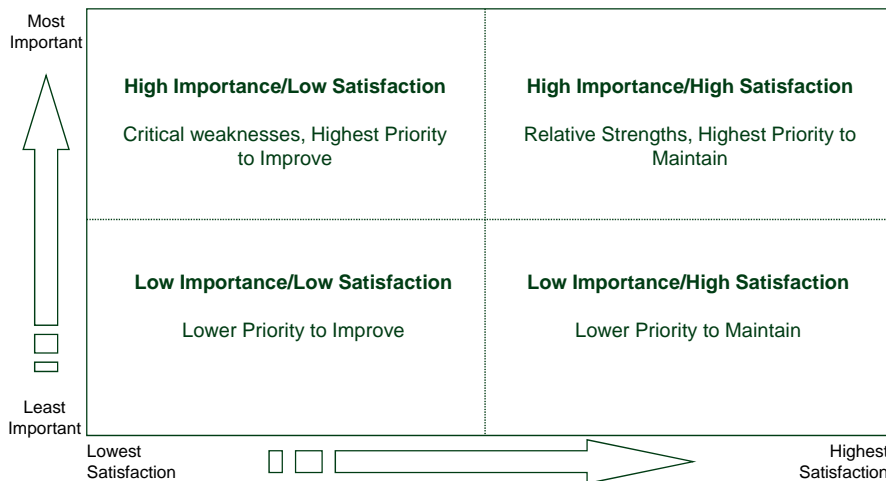 Most
Important
High Importance/Low Satisfaction
Critical weaknesses, Highest Priority
to Improve
High Importance/High Satisfaction
Relative Strengths, Highest Priority to
Maintain
Low Importance/Low Satisfaction
Lower Priority to Improve
Low Importance/High Satisfaction
Lower Priority to Maintain
Least
Important
Lowest
Satisfaction
Highest
Satisfaction